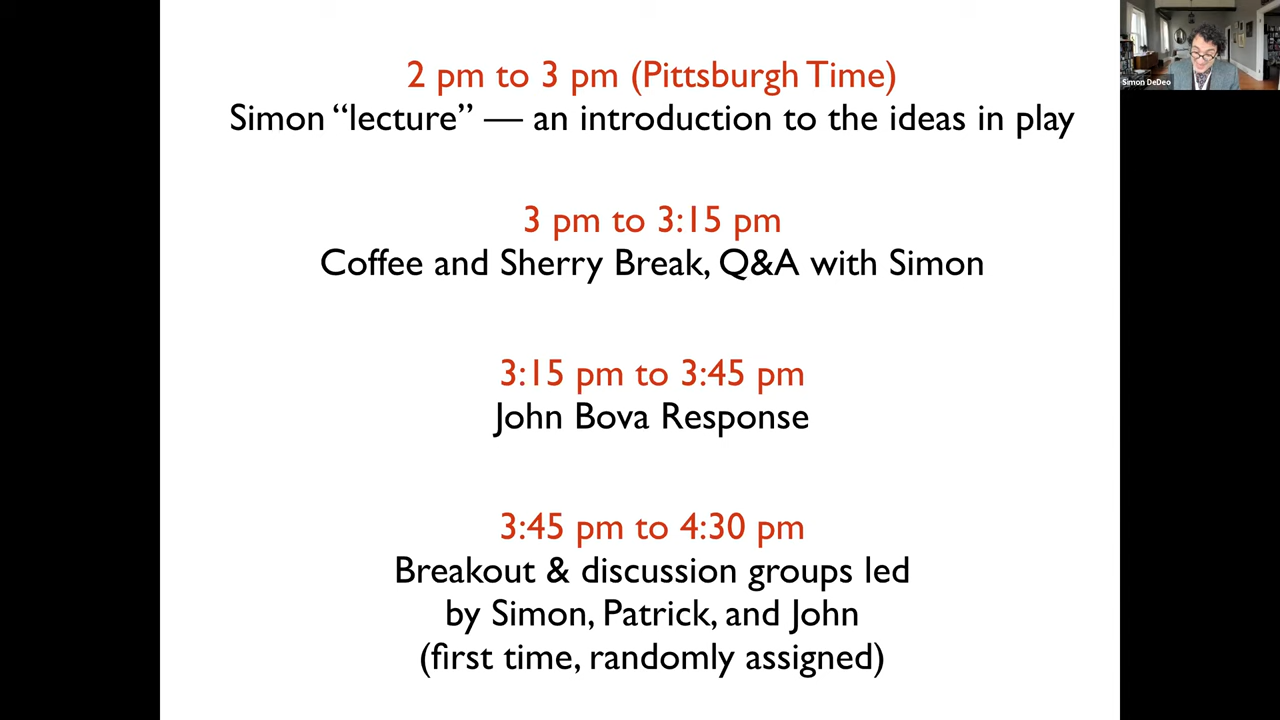 2 pm to 3 pm (Pittsburgh Time)
Simon “lecture” — an introduction to the ideas in play
3 pm to 3:15 pm
Coffee and Sherry Break, Q&A with Simon
3:15 pm to 3:45 pm
John Bova Response
3:45 pm to 4:30 pm
Breakout & discussion groups led
by Simon, Patrick, and John
(first time, randomly assigned)
Simon DeDeo